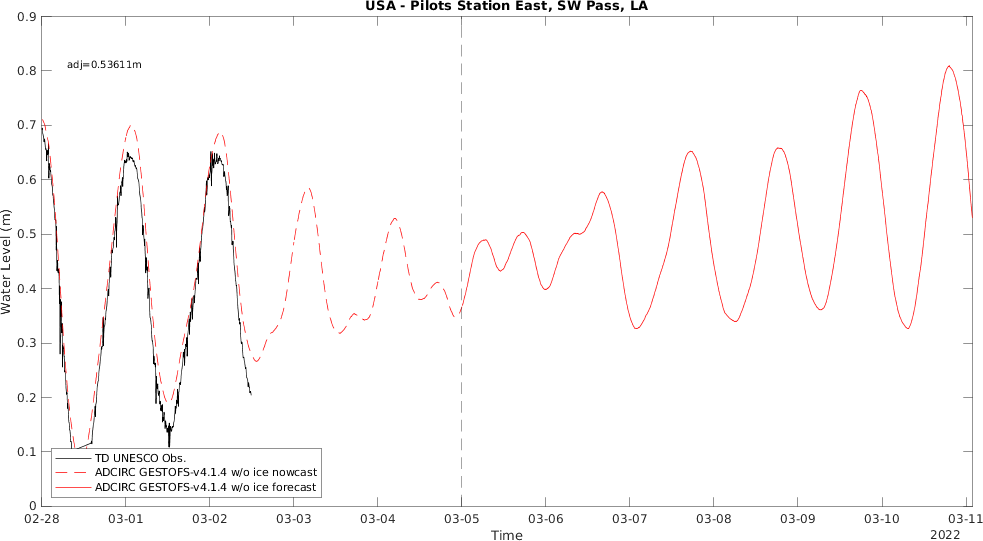 USA - Pilots Station East, SW Pass, LA
0.9
0.8
0.7
0.6
0.5
0.4
0.3
0.2
0.1
0
Water Level (m)
adj=0.53611m
TD UNESCO Obs.
ADCIRC GESTOFS-v4.1.4 w/o ice nowcast
ADCIRC GESTOFS-v4.1.4 w/o ice forecast
02-28 03-01 03-02 03-03 03-04 03-05 03-06 03-07 03-08 03-09 03-10 03-11
Time
2022